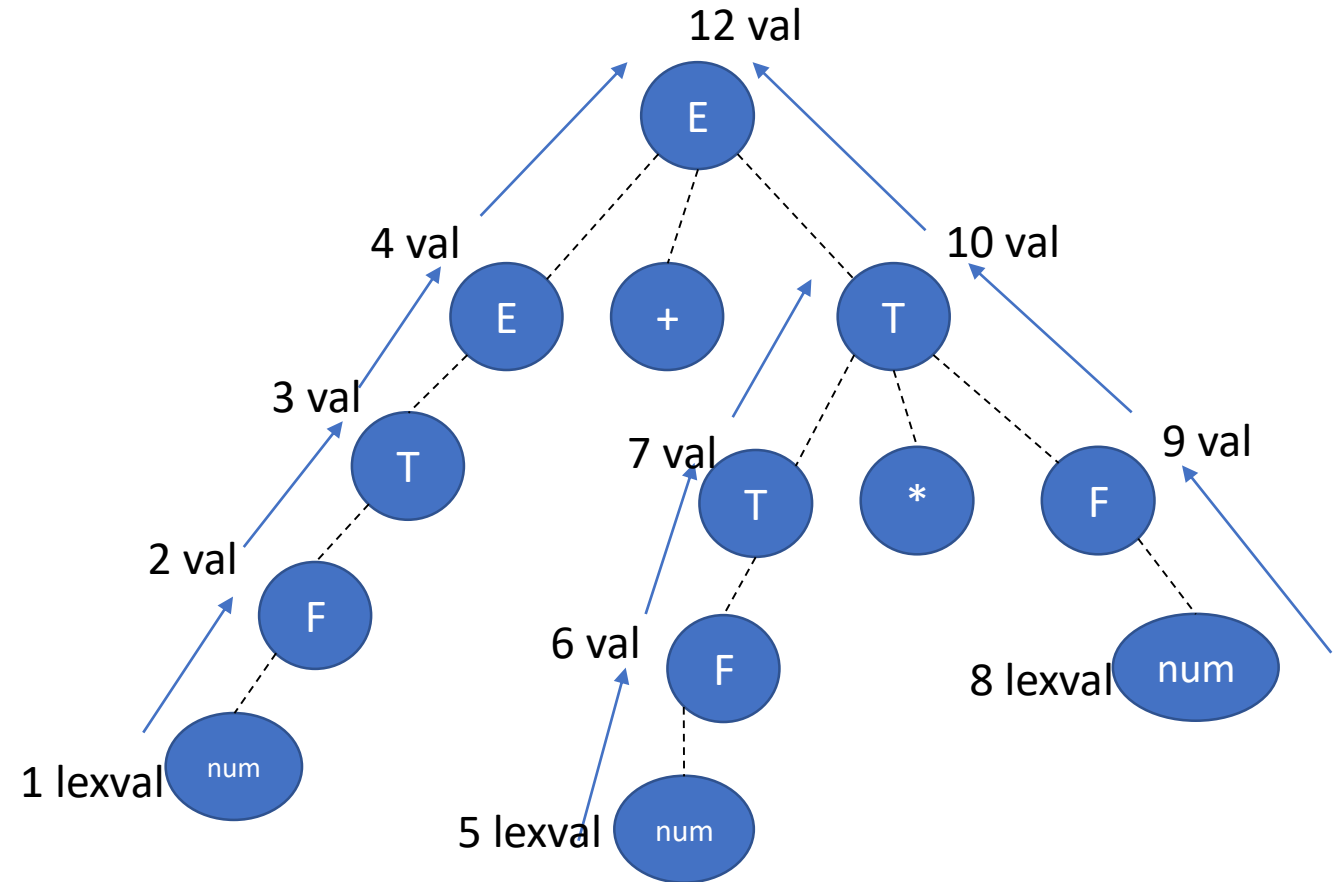 12 val
E
4 val
10 val
E
+
T
3 val
T
7 val
T
*
F
9 val
2 val
F
6 val
F
8 lexval
num
1 lexval
num
5 lexval
num